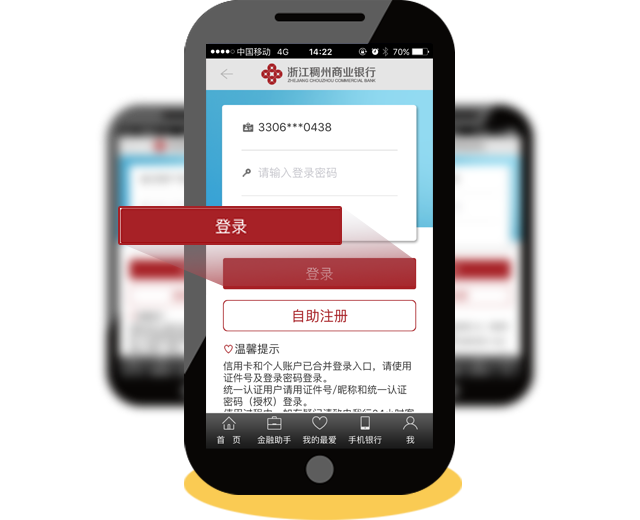 中国移动 4G 14:22 70%
浙江稠州商业银行
ZHEJIANG CHOUZHOU COMMERCIAL BANK
3306***0438
请输入登录密码
登录
登录
自助注册
温馨提示
信用卡和个人账户已合并登录入口，请使用
证件号及登录密码登录。
统一认证用户请用证件号/昵称和统一认证
密码（授权）登录。
首 页 金融助手 我的最爱 手机银行 我